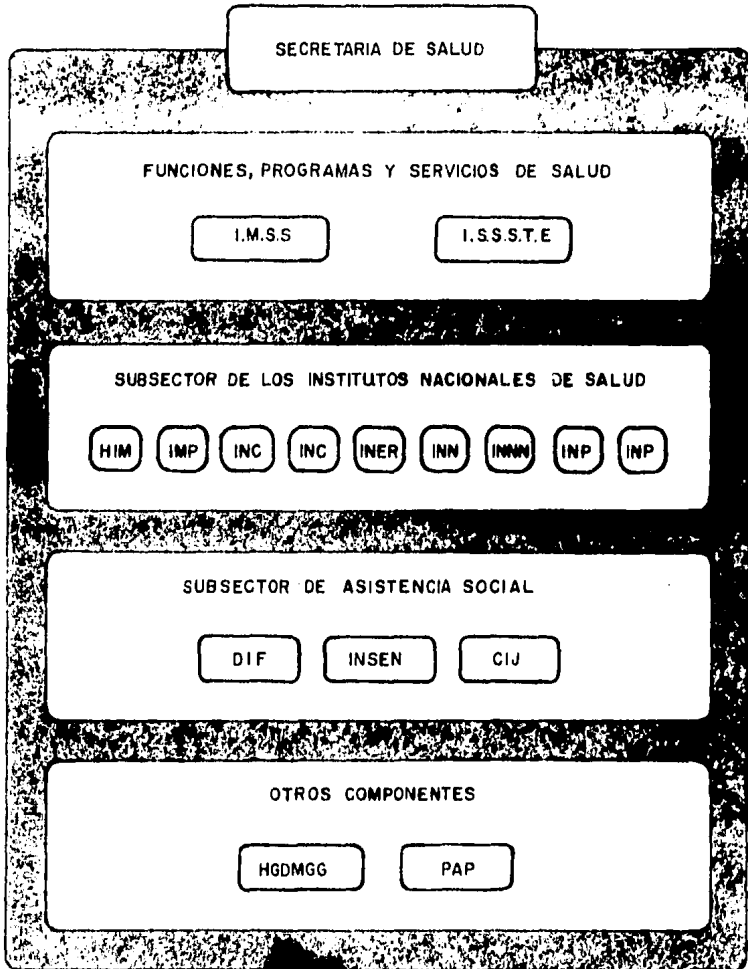 SECRETARIA DE SALUD
FUNCIONES, PROGRAMAS Y SERVICIOS DE SALUD
I.M.S.S I.S.S.S.T.E
SUBSECTOR DE LOS INSTITUTOS NACIONALES DE SALUD
HIM IMP INC INC INER INN INNN INP INP
SUBSECTOR DE ASISTENCIA SOCIAL
DIF INSEN CIJ
OTROS COMPONENTES
HGDMGG PAP